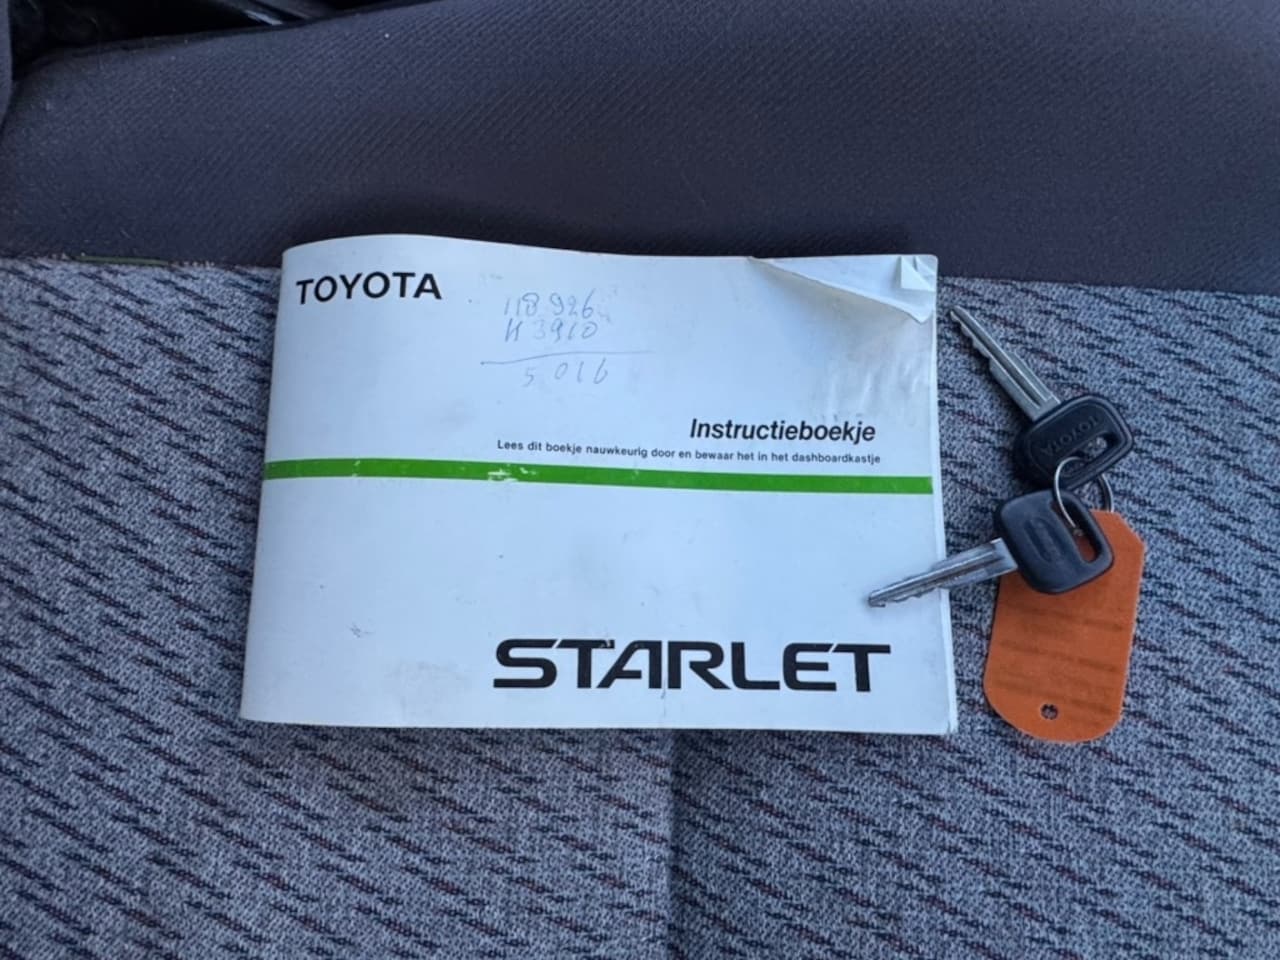 TOYOTA
118 926
113910
5 016
Instructieboekje
Lees dit boekje nauwkeurig door en bewaar het in het dashboardkastje
STARLET
TOYOTA